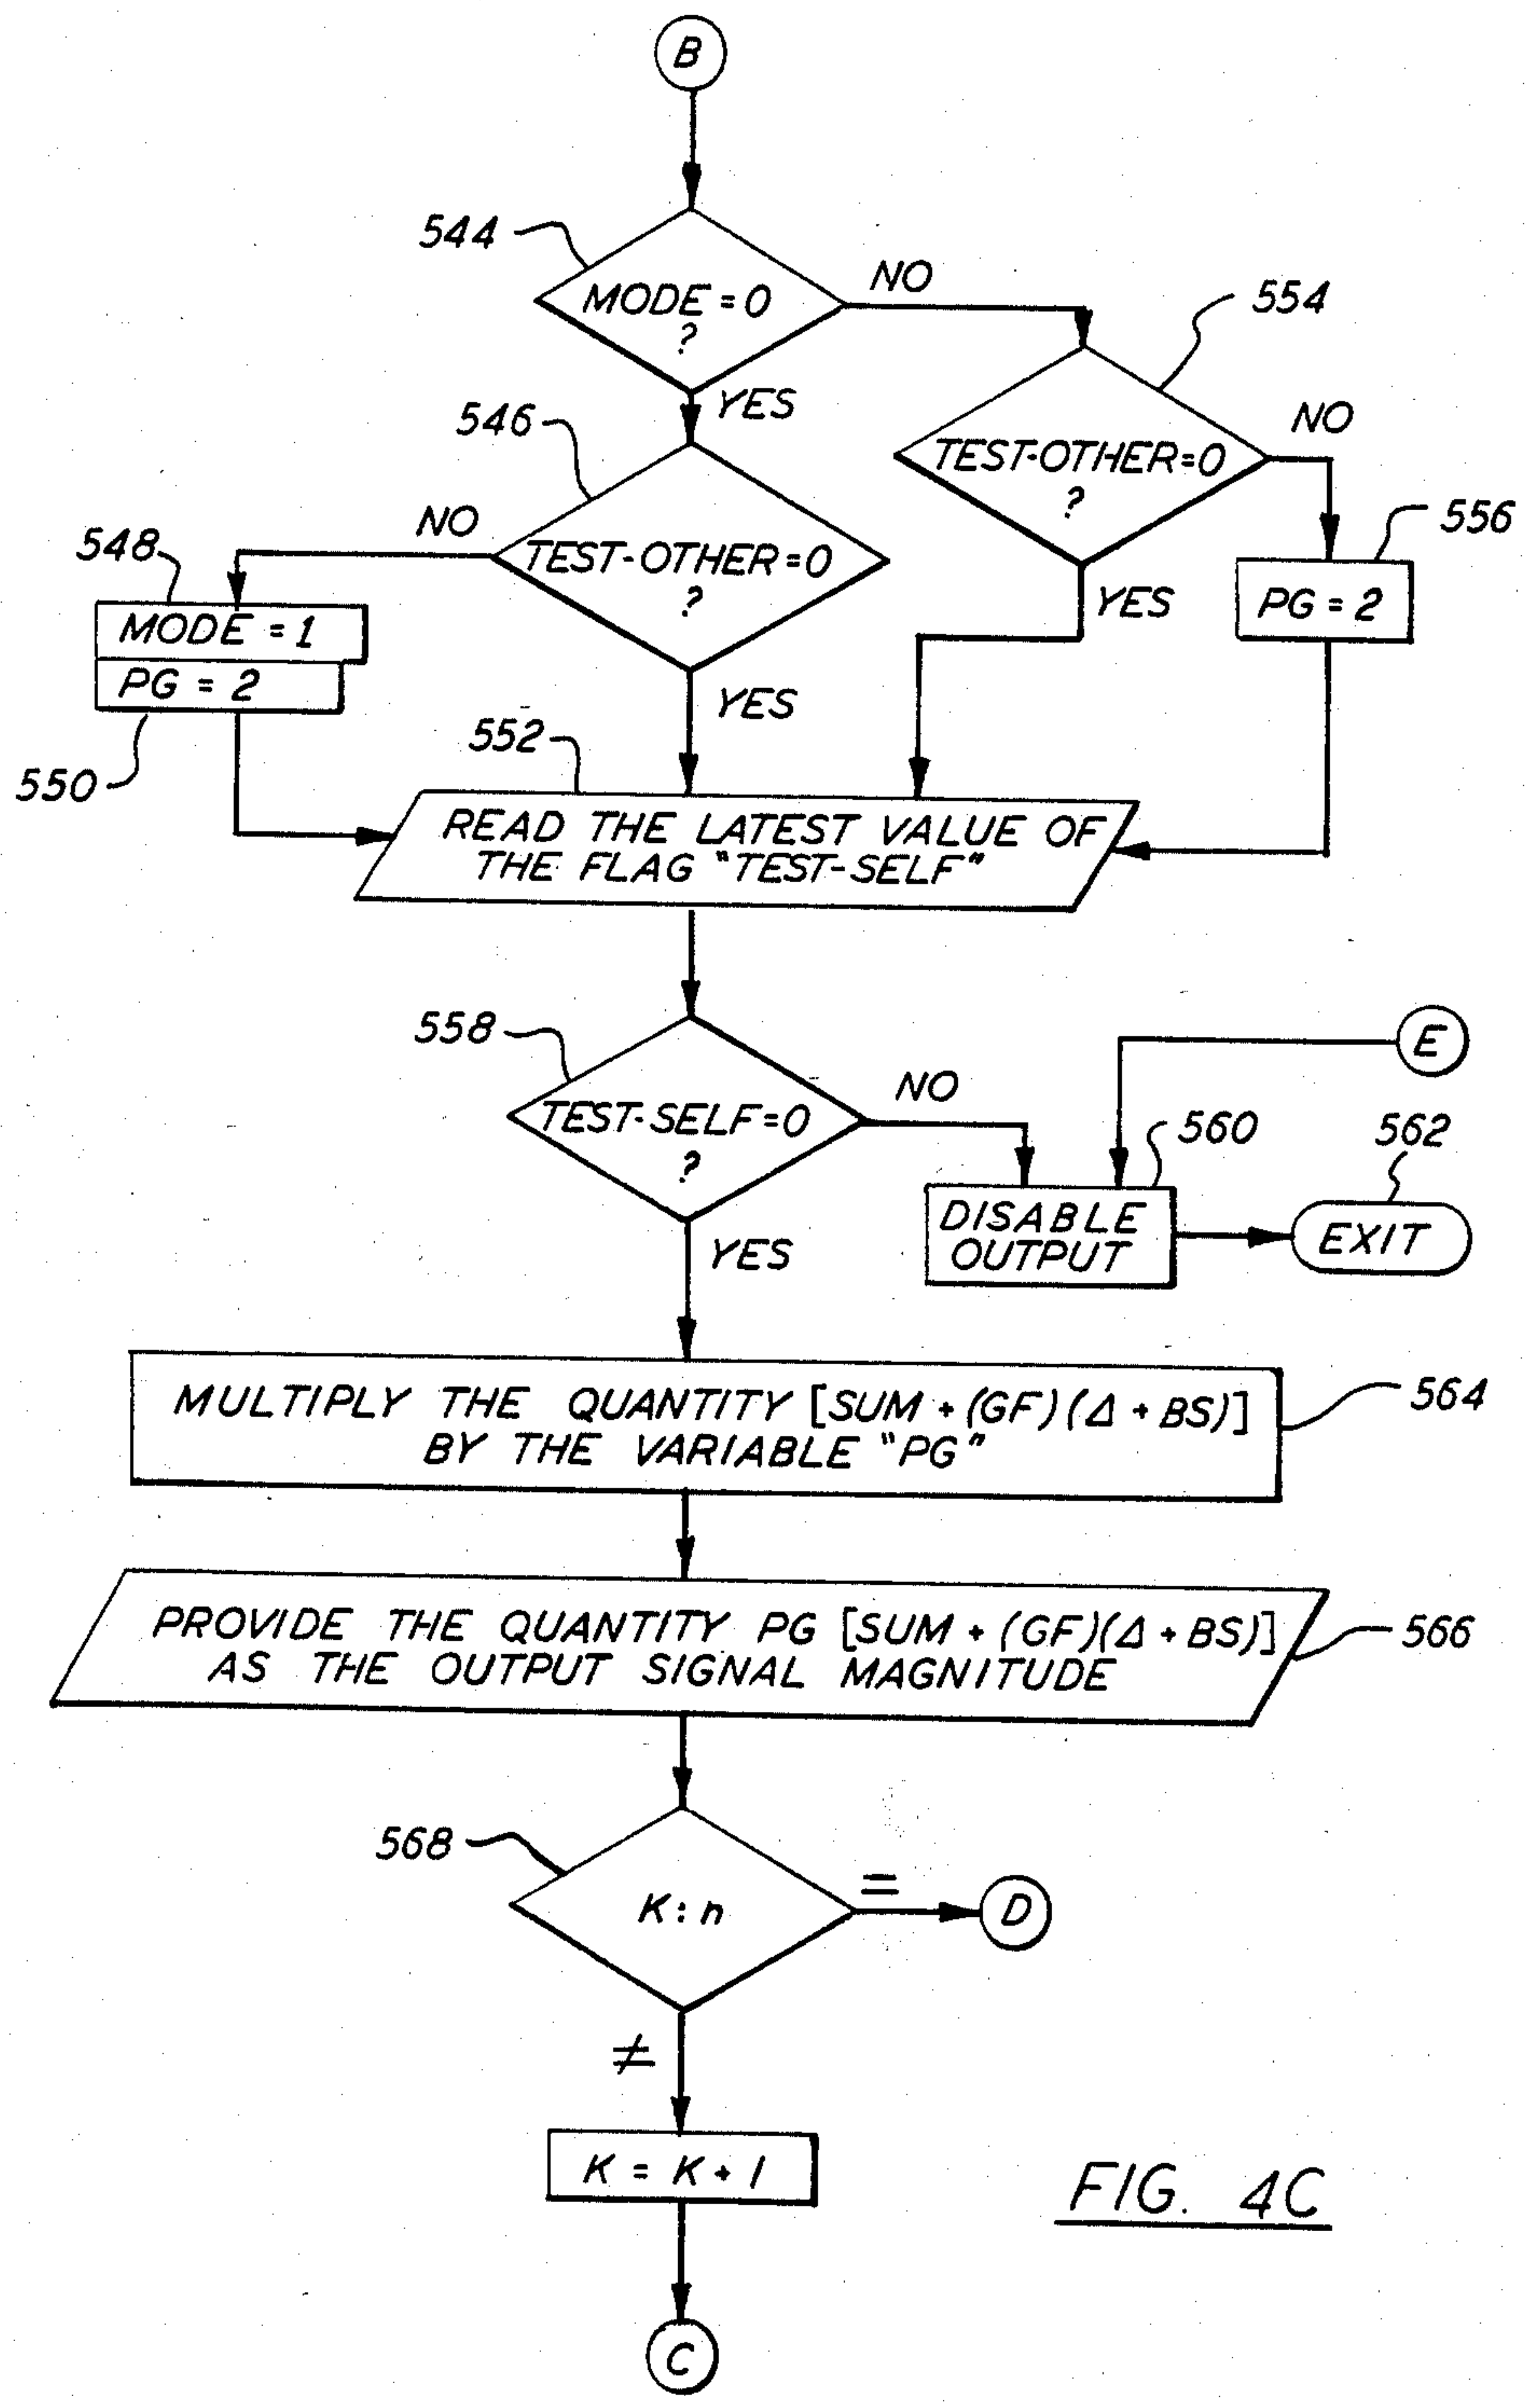 B
544
MODE = 0
?
NO
554
YES
546
TEST-OTHER=0
?
NO
556
PG = 2
YES
NO
TEST-OTHER=0
?
548
MODE = 1
PG = 2
550
YES
552
READ THE LATEST VALUE OF
THE FLAG "TEST-SELF"
558
TEST-SELF=0
?
NO
E
560
562
DISABLE
OUTPUT
EXIT
YES
MULTIPLY THE QUANTITY [SUM + (GF)(Δ + BS)]
BY THE VARIABLE "PG"
564
PROVIDE THE QUANTITY PG [SUM + (GF)(Δ + BS)]
AS THE OUTPUT SIGNAL MAGNITUDE
566
568
K: n
=
D
≠
K = K + 1
FIG. 4C
C